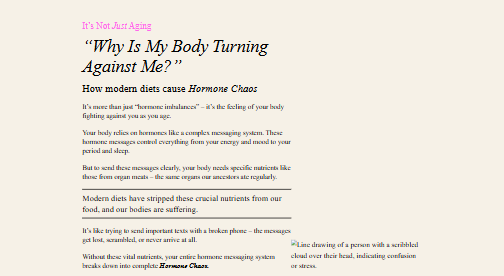 It's Not Just Aging
“Why Is My Body Turning
Against Me?”
How modern diets cause Hormone Chaos
It's more than just “hormone imbalances” – it's the feeling of your body
fighting against you as you age.
Your body relies on hormones like a complex messaging system. These
hormone messages control everything from your energy and mood to your
period and sleep.
But to send these messages clearly, your body needs specific nutrients like
those from organ meats – the same organs our ancestors ate regularly.
Modern diets have stripped these crucial nutrients from our
food, and our bodies are suffering.
It's like trying to send important texts with a broken phone – the messages
get lost, scrambled, or never arrive at all.
Without these vital nutrients, your entire hormone messaging system
breaks down into complete Hormone Chaos.
Line drawing of a person with a scribbled
cloud over their head, indicating confusion
or stress.